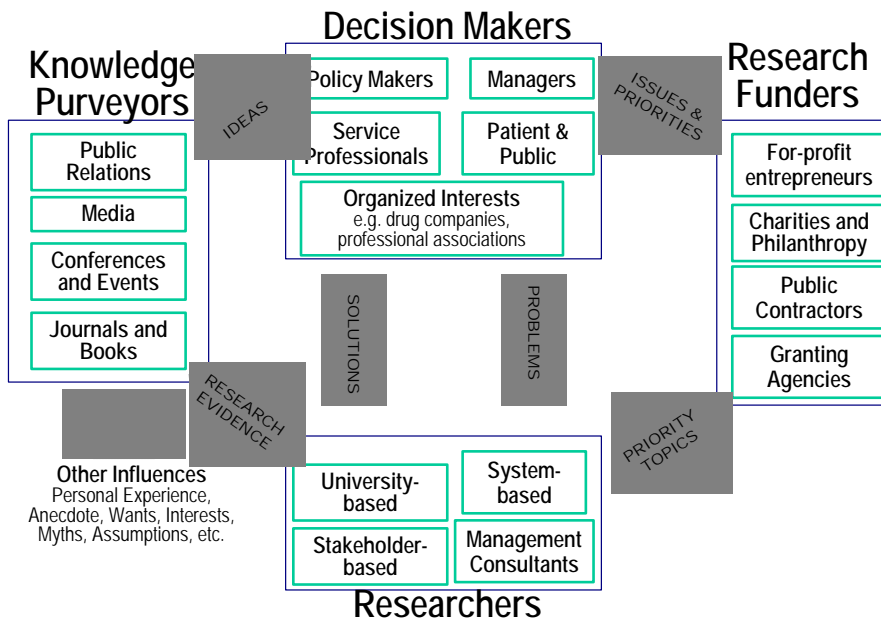 Decision Makers
Knowledge
Purveyors
Research
Funders
IDEAS
Policy Makers
Managers
ISSUES &
PRIORITIES
Service
Professionals
Patient &
Public
Organized Interests
e.g. drug companies,
professional associations
Public
Relations
Media
Conferences
and Events
Journals and
Books
For-profit
entrepreneurs
Charities and
Philanthropy
Public
Contractors
Granting
Agencies
SOLUTIONS
PROBLEMS
RESEARCH
EVIDENCE
PRIORITY
TOPICS
Other Influences
Personal Experience,
Anecdote, Wants, Interests,
Myths, Assumptions, etc.
University-
based
System-
based
Stakeholder-
based
Management
Consultants
Researchers